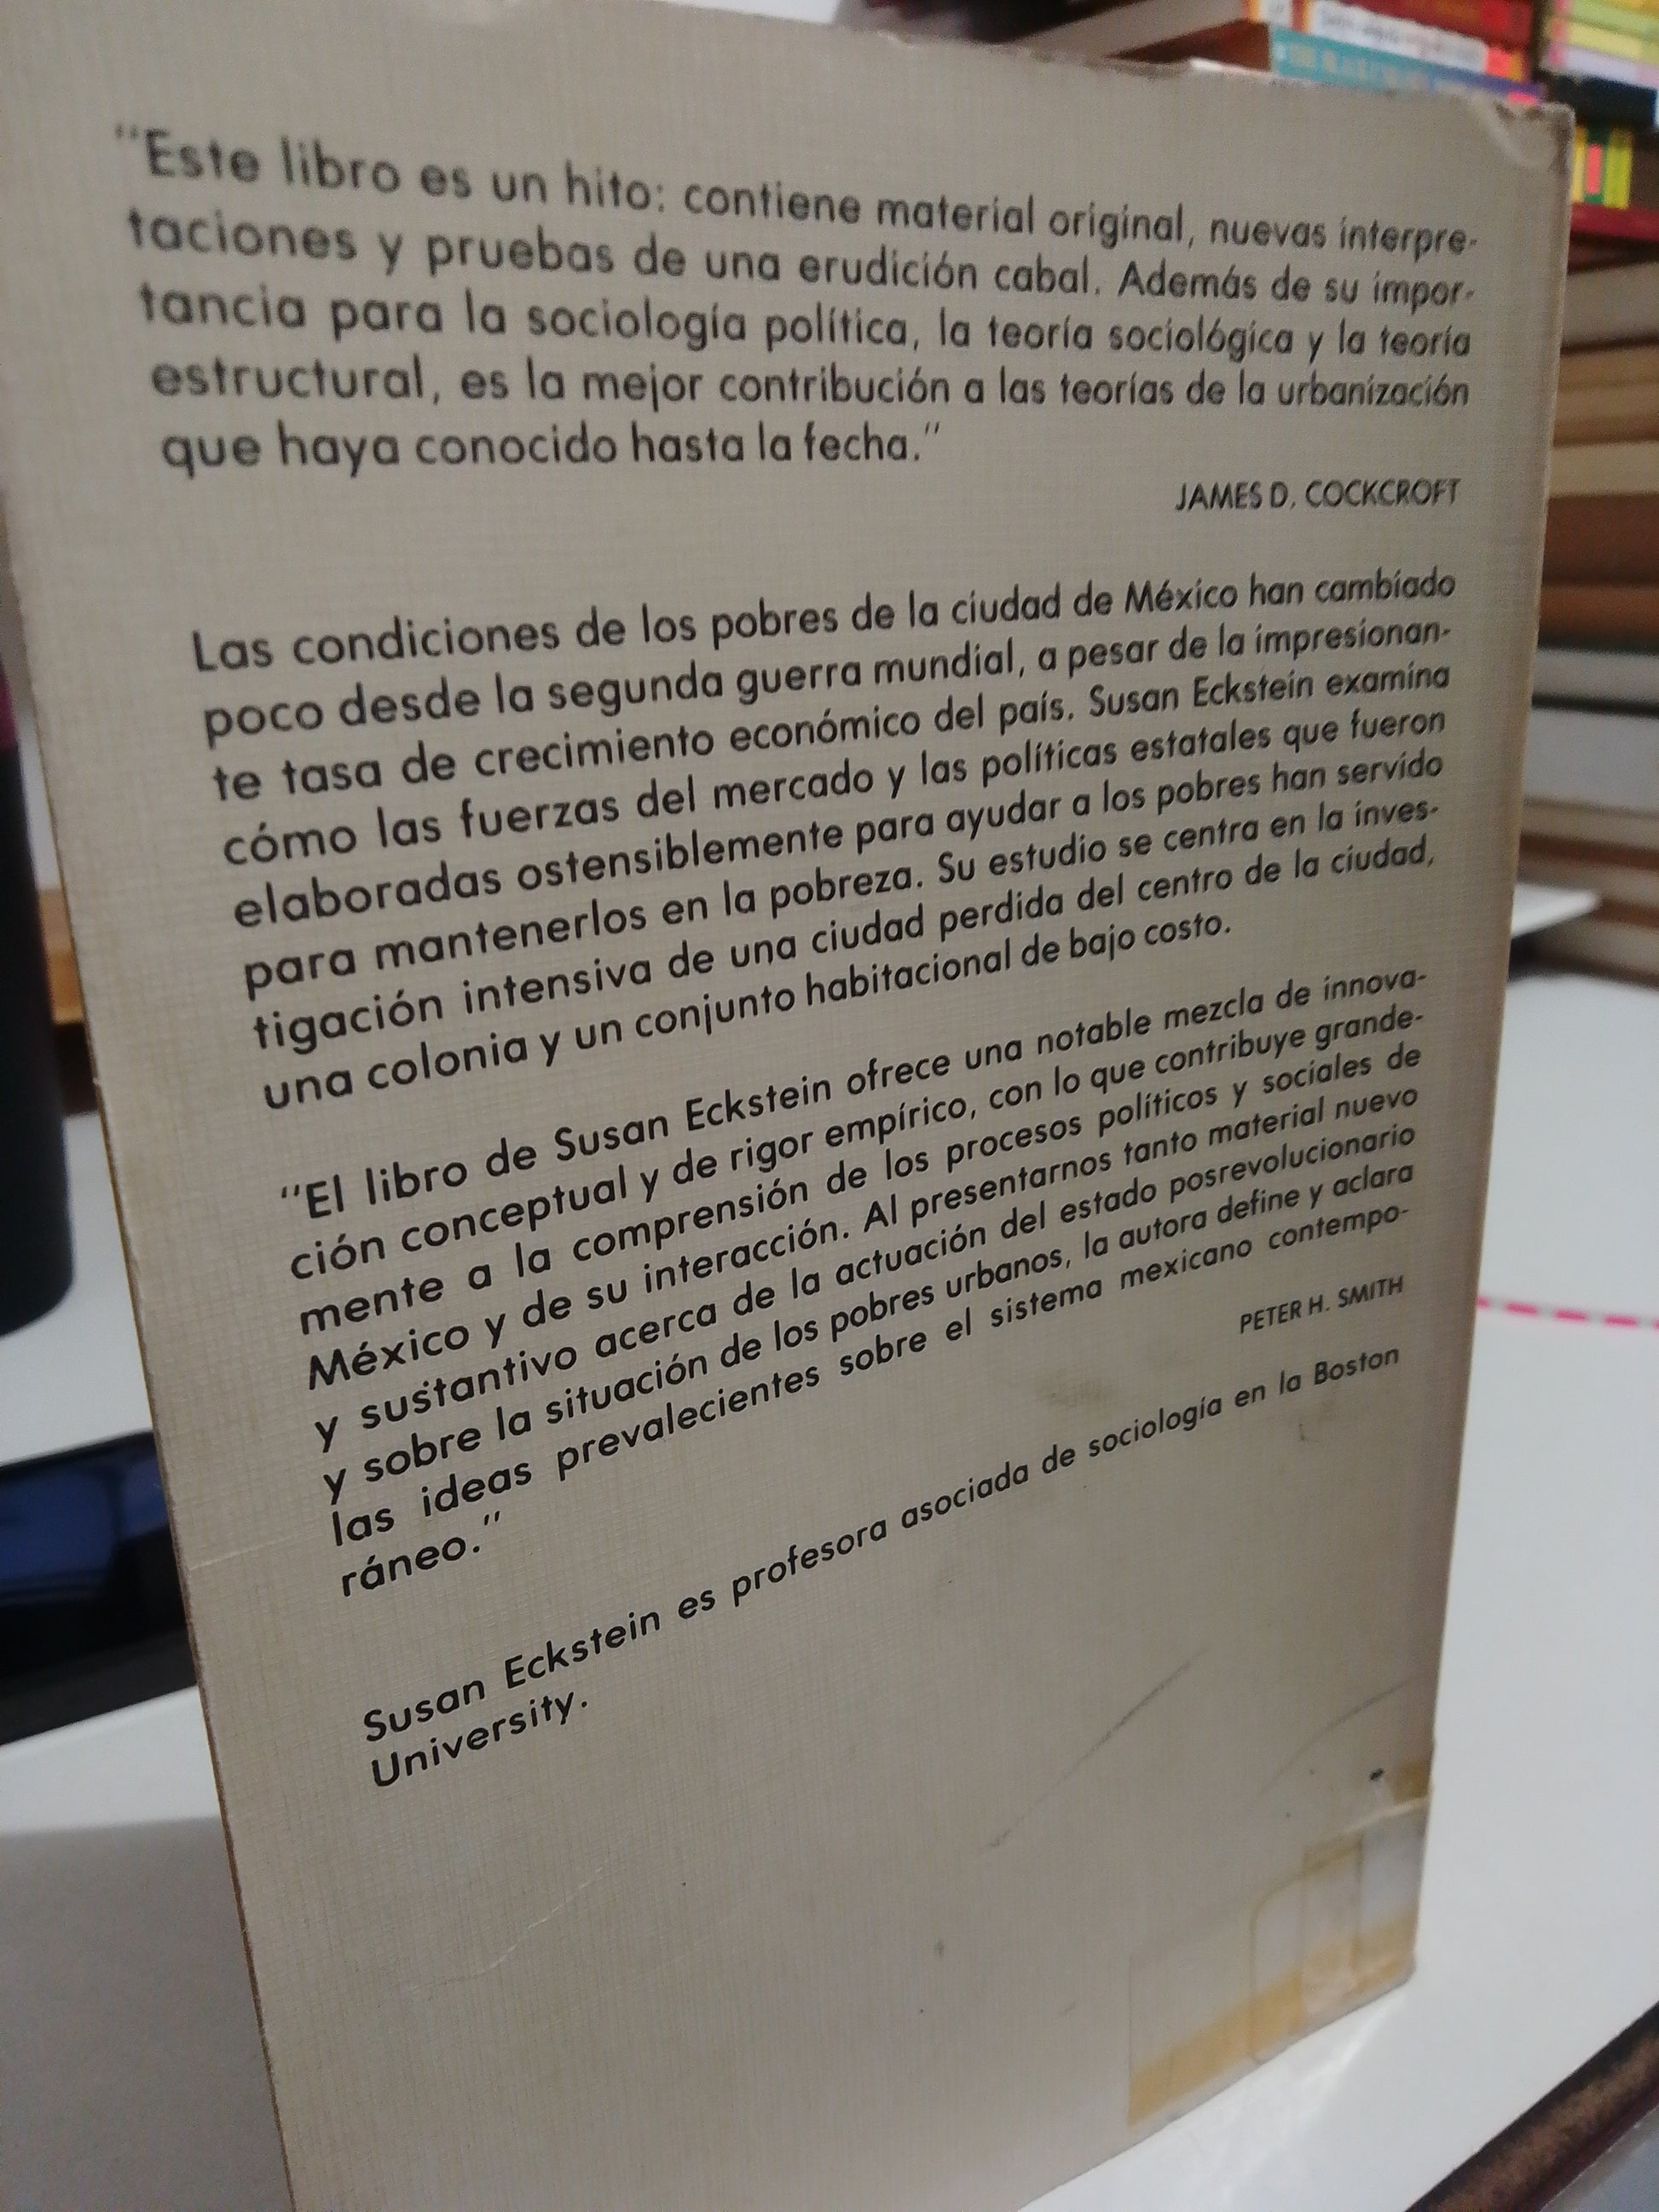 "Este libro es un hito: contiene material original, nuevas interpre-
taciones y pruebas de una erudición cabal. Además de su impor-
tancia para la sociología política, la teoría sociológica y la teoría
estructural, es la mejor contribución a las teorías de la urbanización
que haya conocido hasta la fecha."
JAMES D. COCKCROFT
Las condiciones de los pobres de la ciudad de México han cambiado
poco desde la segunda guerra mundial, a pesar de la impresionan-
te tasa de crecimiento económico del país. Susan Eckstein examina
cómo las fuerzas del mercado y las políticas estatales que fueron
elaboradas ostensiblemente para ayudar a los pobres han servido
para mantenerlos en la pobreza. Su estudio se centra en la inves-
tigación intensiva de una ciudad perdida del centro de la ciudad,
una colonia y un conjunto habitacional de bajo costo.
"El libro de Susan Eckstein ofrece una notable mezcla de innova-
ción conceptual y de rigor empírico, con lo que contribuye grande-
mente a la comprensión de los procesos políticos y sociales de
México y de su interacción. Al presentarnos tanto material nuevo
y sustantivo acerca de la actuación del estado posrevolucionario
y sobre la situación de los pobres urbanos, la autora define y aclara
las ideas prevalecientes sobre el sistema mexicano contempo-
ráneo."
PETER H. SMITH
Susan Eckstein es profesora asociada de sociología en la Boston
University.